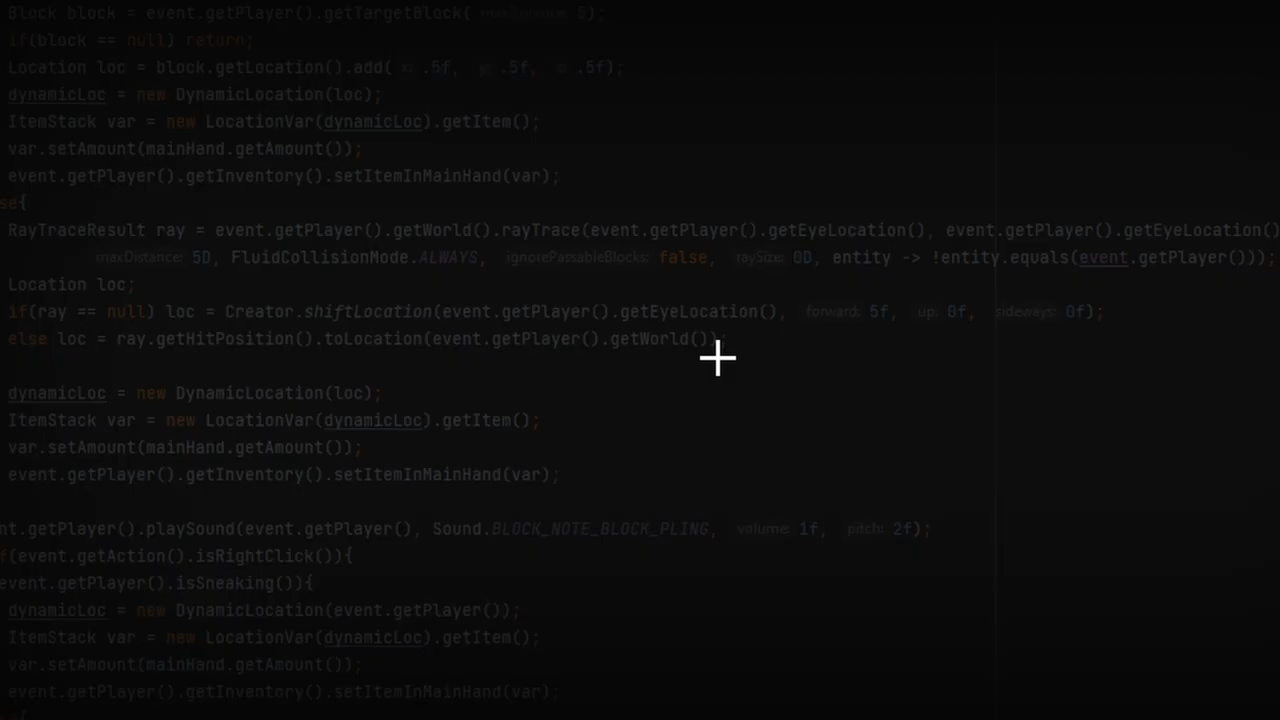 Block block = event.getPlayer().getTargetBlock( maxDistance: 5);
if(block == null) return;
Location loc = block.getLocation().add( x: .5f, y: .5f, z: .5f);
dynamicLoc = new DynamicLocation(loc);
ItemStack var = new LocationVar(dynamicLoc).getItem();
var.setAmount(mainHand.getAmount());
event.getPlayer().getInventory().setItemInMainHand(var);
se{
RayTraceResult ray = event.getPlayer().getWorld().rayTrace(event.getPlayer().getEyeLocation(), event.getPlayer().getEyeLocation()
maxDistance: 5D, FluidCollisionMode.ALWAYS, ignorePassableBlocks: false, raySize: 0D, entity -> !entity.equals(event.getPlayer()));
Location loc;
if(ray == null) loc = Creator.shiftLocation(event.getPlayer().getEyeLocation(), forward: 5f, up: 0f, sideways: 0f);
else loc = ray.getHitPosition().toLocation(event.getPlayer().getWorld());
dynamicLoc = new DynamicLocation(loc);
ItemStack var = new LocationVar(dynamicLoc).getItem();
var.setAmount(mainHand.getAmount());
event.getPlayer().getInventory().setItemInMainHand(var);
nt.getPlayer().playSound(event.getPlayer(), Sound.BLOCK_NOTE_BLOCK_PLING, volume: 1f, pitch: 2f);
f(event.getAction().isRightClick()){
event.getPlayer().isSneaking()){
dynamicLoc = new DynamicLocation(event.getPlayer());
ItemStack var = new LocationVar(dynamicLoc).getItem();
var.setAmount(mainHand.getAmount());
event.getPlayer().getInventory().setItemInMainHand(var);